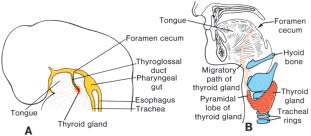 Foramen cecum
Thyroglossal
duct
Pharyngeal
gut
Esophagus
Trachea
Tongue
Thyroid gland
A
Tongue
Foramen
cecum
Hyoid
bone
Migratory
path of
thyroid gland
Pyramidal
lobe of
thyroid gland
Thyroid
gland
Tracheal
rings
B